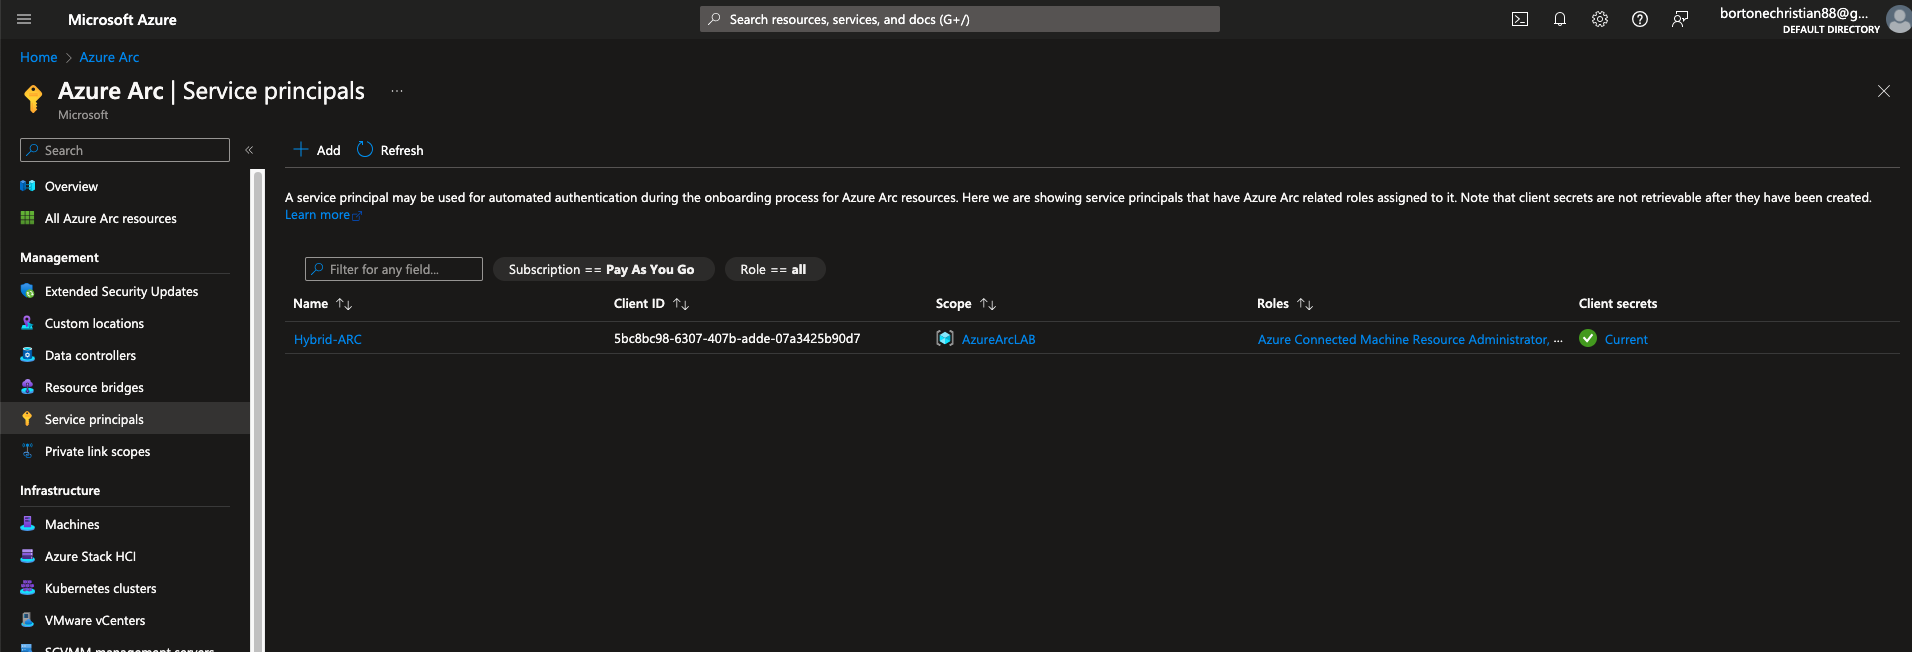 Microsoft Azure
Search resources, services, and docs (G+/)
bortonechristian88@g...
DEFAULT DIRECTORY
Home > Azure Arc
Azure Arc | Service principals ...
Microsoft
Search
«
Add
Refresh
Overview
All Azure Arc resources
Management
Extended Security Updates
Custom locations
Data controllers
Resource bridges
Service principals
Private link scopes
Infrastructure
Machines
Azure Stack HCI
Kubernetes clusters
VMware vCenters
SCVMM management servers
A service principal may be used for automated authentication during the onboarding process for Azure Arc resources. Here we are showing service principals that have Azure Arc related roles assigned to it. Note that client secrets are not retrievable after they have been created.
Learn more
Filter for any field...
Subscription == Pay As You Go
Role == all
Name ↑↓ Client ID ↑↓ Scope ↑↓ Roles ↑↓ Client secrets
Hybrid-ARC 5bc8bc98-6307-407b-adde-07a3425b90d7 AzureArcLAB Azure Connected Machine Resource Administrator, ... Current